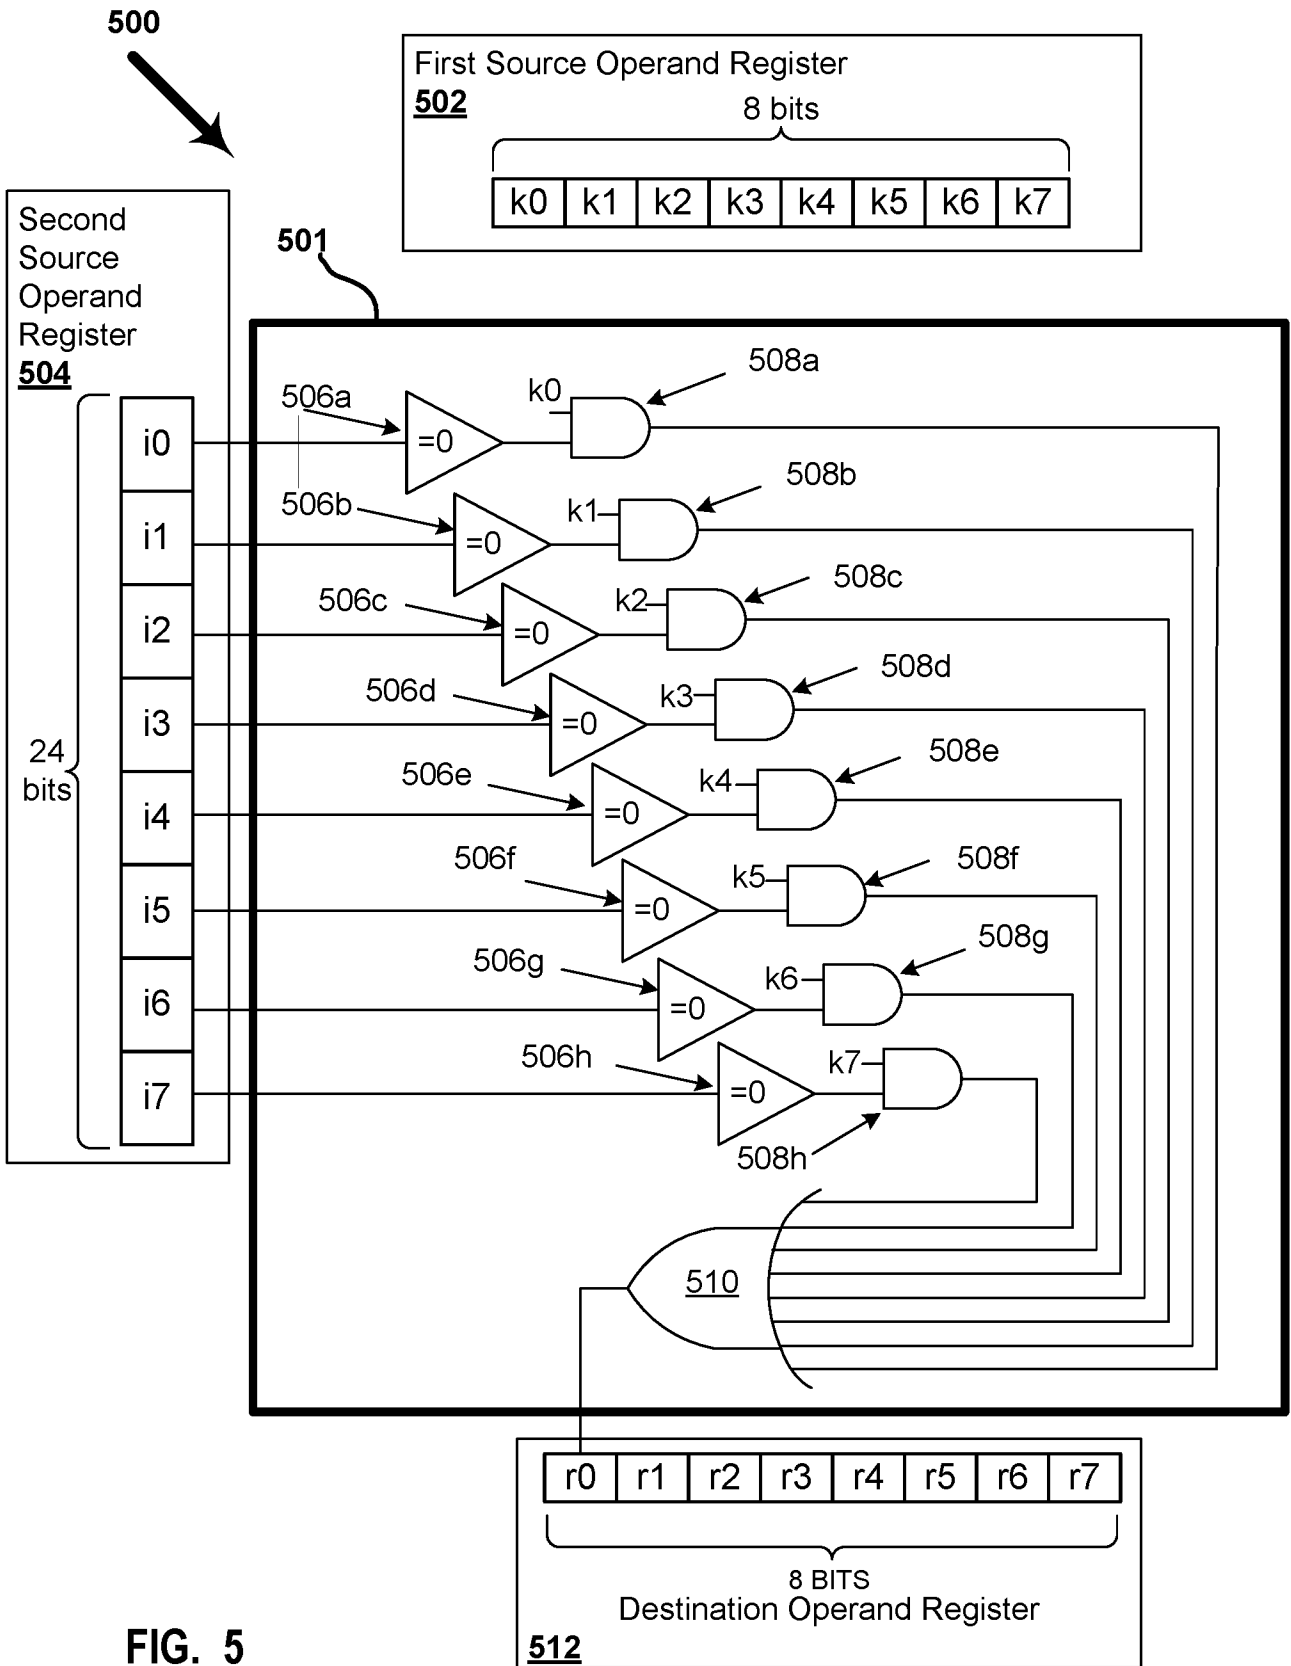 500
First Source Operand Register
502
8 bits
k0 k1 k2 k3 k4 k5 k6 k7
Second
Source
Operand
Register
504
501
24
bits
i0
i1
i2
i3
i4
i5
i6
i7
506a
=0
k0
508a
506b
=0
k1
508b
506c
=0
k2
508c
506d
=0
k3
508d
506e
=0
k4
508e
506f
=0
k5
508f
506g
=0
k6
508g
506h
=0
k7
508h
510
r0 r1 r2 r3 r4 r5 r6 r7
8 BITS
Destination Operand Register
512
FIG. 5